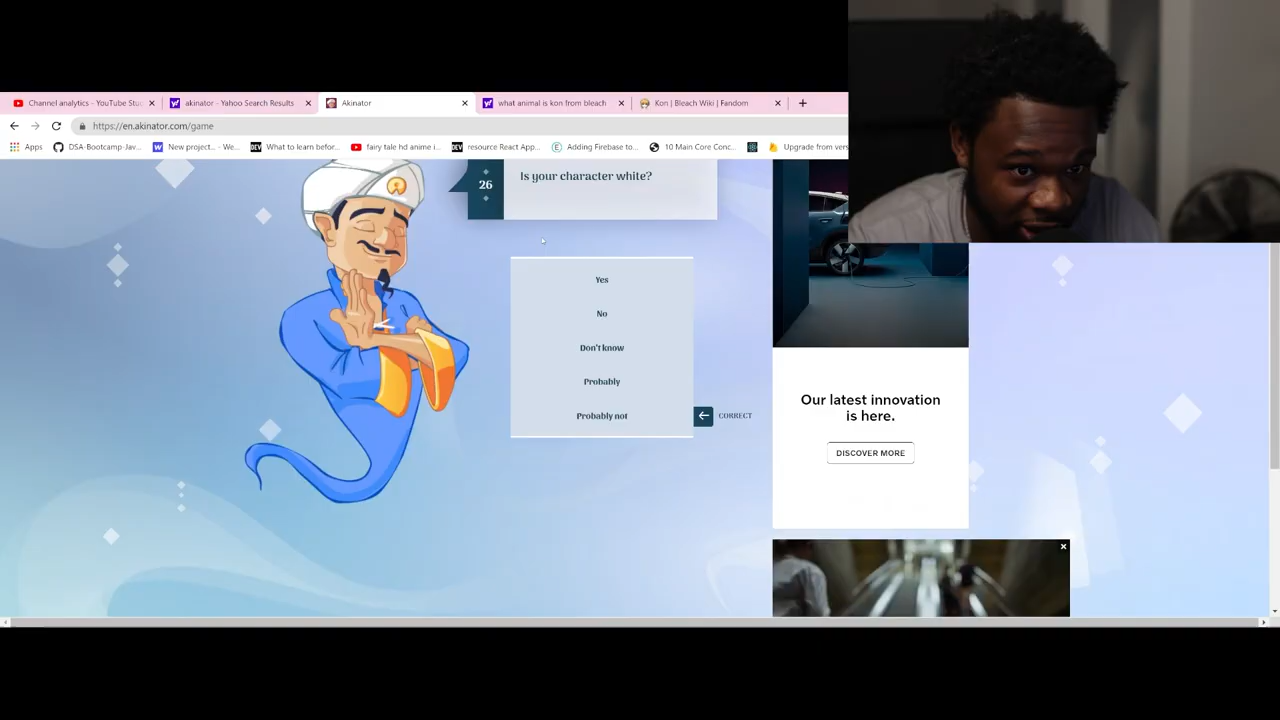 Channel analytics - YouTube Stu
akinator - Yahoo Search Results
Akinator
what animal is kon from bleach
Kon | Bleach Wiki | Fandom
https://en.akinator.com/game
Apps
DSA-Bootcamp-Jav...
New project... - We...
DEV
What to learn before...
fairy tale hd anime i...
DEV
resource React App...
Adding Firebase to...
10 Main Core Conc...
Upgrade from vers
26
Is your character white?
Yes
No
Don't know
Probably
Probably not
CORRECT
Our latest innovation
is here.
DISCOVER MORE